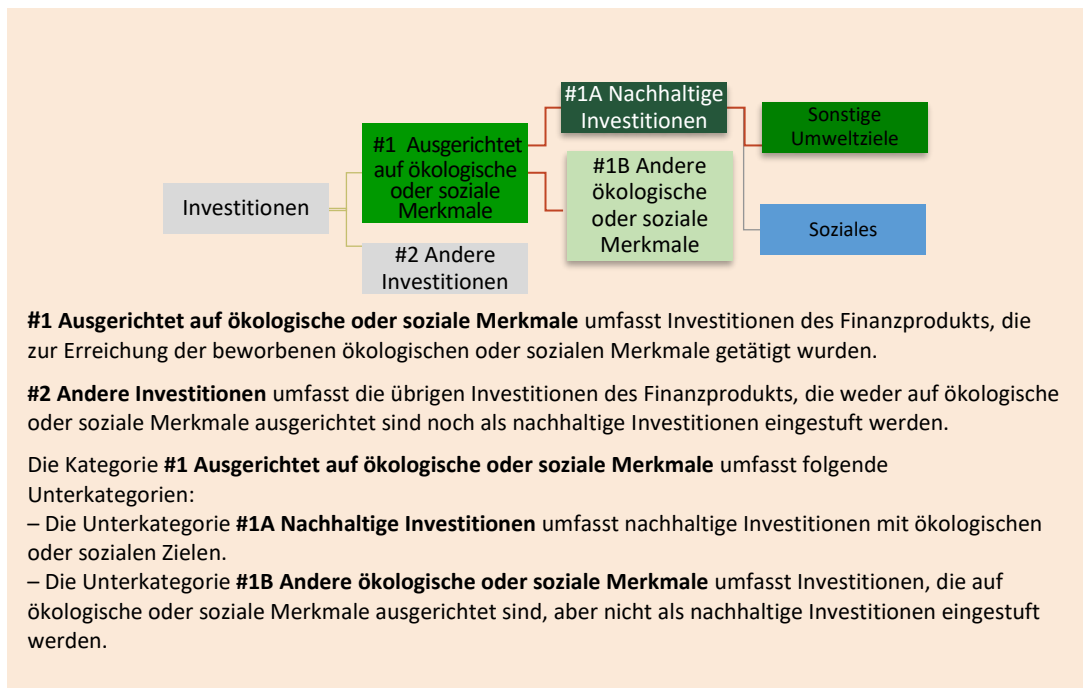 Investitionen
#1 Ausgerichtet
auf ökologische
oder soziale
Merkmale
#2 Andere
Investitionen
#1A Nachhaltige
Investitionen
#1B Andere
ökologische
oder soziale
Merkmale
Sonstige
Umweltziele
Soziales
#1 Ausgerichtet auf ökologische oder soziale Merkmale umfasst Investitionen des Finanzprodukts, die
zur Erreichung der beworbenen ökologischen oder sozialen Merkmale getätigt wurden.
#2 Andere Investitionen umfasst die übrigen Investitionen des Finanzprodukts, die weder auf ökologische
oder soziale Merkmale ausgerichtet sind noch als nachhaltige Investitionen eingestuft werden.
Die Kategorie #1 Ausgerichtet auf ökologische oder soziale Merkmale umfasst folgende
Unterkategorien:
– Die Unterkategorie #1A Nachhaltige Investitionen umfasst nachhaltige Investitionen mit ökologischen
oder sozialen Zielen.
– Die Unterkategorie #1B Andere ökologische oder soziale Merkmale umfasst Investitionen, die auf
ökologische oder soziale Merkmale ausgerichtet sind, aber nicht als nachhaltige Investitionen eingestuft
werden.